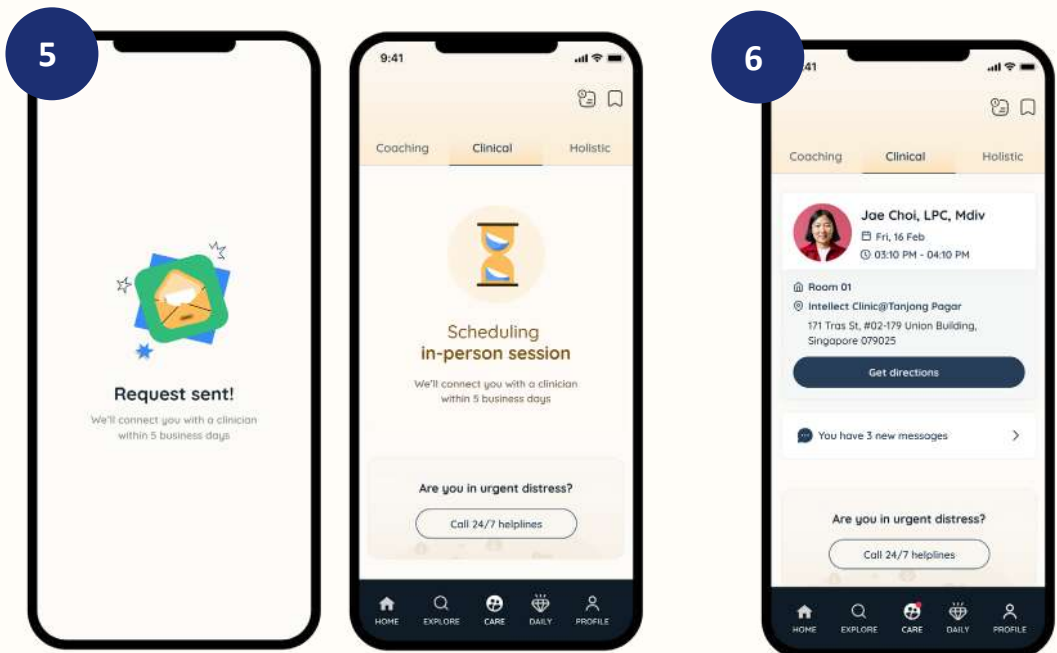 5
Request sent!
We'll connect you with a clinician
within 5 business days
9:41
Coaching
Clinical
Holistic
Scheduling
in-person session
We'll connect you with a clinician
within 5 business days
Are you in urgent distress?
Call 24/7 helplines
HOME
EXPLORE
CARE
DAILY
PROFILE
6
:41
Coaching
Clinical
Holistic
Jae Choi, LPC, Mdiv
Fri, 16 Feb
03:10 PM - 04:10 PM
Room 01
Intellect Clinic@Tanjong Pagar
171 Tras St, #02-179 Union Building,
Singapore 079025
Get directions
You have 3 new messages
Are you in urgent distress?
Call 24/7 helplines
HOME
EXPLORE
CARE
DAILY
PROFILE